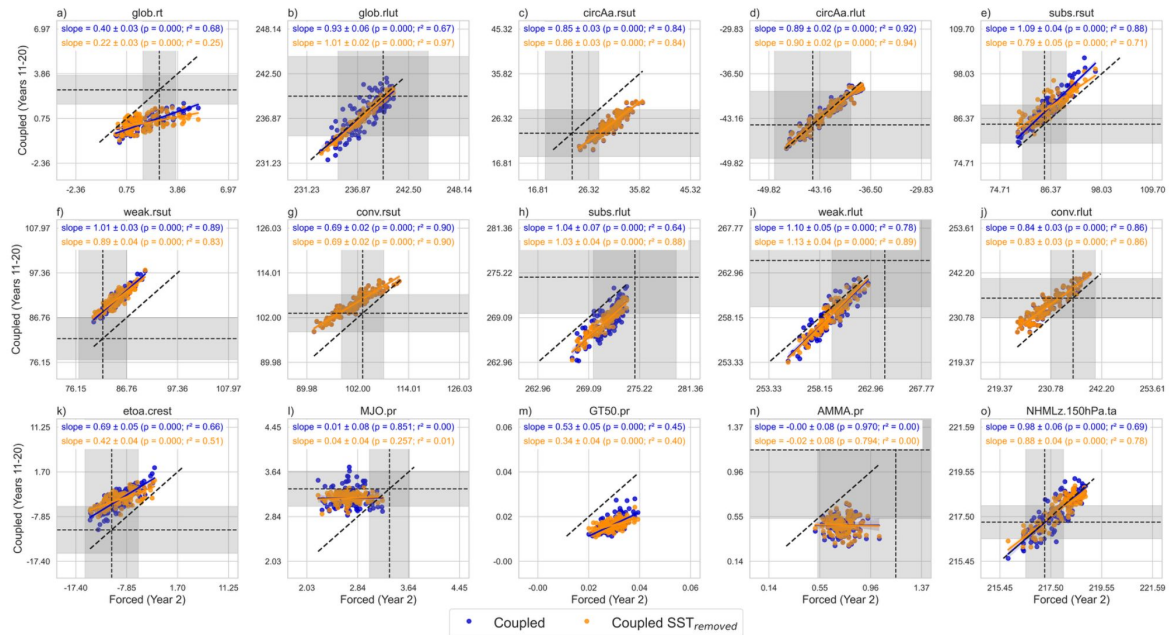 a) glob.rt
6.97
slope = 0.40 ± 0.03 (p = 0.000; r² = 0.68)
slope = 0.22 ± 0.03 (p = 0.000; r² = 0.25)
3.86
0.75
-2.36
-2.36 0.75 3.86 6.97
b) glob.rlut
248.14
slope = 0.93 ± 0.06 (p = 0.000; r² = 0.67)
slope = 1.01 ± 0.02 (p = 0.000; r² = 0.97)
242.50
236.87
231.23
231.23 236.87 242.50 248.14
c) circAa.rsut
45.32
slope = 0.85 ± 0.03 (p = 0.000; r² = 0.84)
slope = 0.86 ± 0.03 (p = 0.000; r² = 0.84)
35.82
26.32
16.81
16.81 26.32 35.82 45.32
d) circAa.rlut
-29.83
slope = 0.89 ± 0.02 (p = 0.000; r² = 0.92)
slope = 0.90 ± 0.02 (p = 0.000; r² = 0.94)
-36.50
-43.16
-49.82
-49.82 -43.16 -36.50 -29.83
e) subs.rsut
109.70
slope = 1.09 ± 0.04 (p = 0.000; r² = 0.88)
slope = 0.79 ± 0.05 (p = 0.000; r² = 0.71)
98.03
86.37
74.71
74.71 86.37 98.03 109.70
Coupled (Years 11-20)
f) weak.rsut
107.97
slope = 1.01 ± 0.03 (p = 0.000; r² = 0.89)
slope = 0.89 ± 0.04 (p = 0.000; r² = 0.83)
97.36
86.76
76.15
76.15 86.76 97.36 107.97
g) conv.rsut
126.03
slope = 0.69 ± 0.02 (p = 0.000; r² = 0.90)
slope = 0.69 ± 0.02 (p = 0.000; r² = 0.90)
114.01
102.00
89.98
89.98 102.00 114.01 126.03
h) subs.rlut
281.36
slope = 1.04 ± 0.07 (p = 0.000; r² = 0.64)
slope = 1.03 ± 0.04 (p = 0.000; r² = 0.88)
275.22
269.09
262.96
262.96 269.09 275.22 281.36
i) weak.rlut
267.77
slope = 1.10 ± 0.05 (p = 0.000; r² = 0.78)
slope = 1.13 ± 0.04 (p = 0.000; r² = 0.89)
262.96
258.15
253.33
253.33 258.15 262.96 267.77
j) conv.rlut
253.61
slope = 0.84 ± 0.03 (p = 0.000; r² = 0.86)
slope = 0.83 ± 0.03 (p = 0.000; r² = 0.86)
242.20
230.78
219.37
219.37 230.78 242.20 253.61
Coupled (Years 11-20)
k) etoa.crest
11.25
slope = 0.69 ± 0.05 (p = 0.000; r² = 0.66)
slope = 0.42 ± 0.04 (p = 0.000; r² = 0.51)
1.70
-7.85
-17.40
-17.40 -7.85 1.70 11.25
l) MJO.pr
4.45
slope = 0.01 ± 0.08 (p = 0.851; r² = 0.00)
slope = 0.04 ± 0.04 (p = 0.257; r² = 0.01)
3.64
2.84
2.03
2.03 2.84 3.64 4.45
m) GT50.pr
0.06
slope = 0.53 ± 0.05 (p = 0.000; r² = 0.45)
slope = 0.34 ± 0.04 (p = 0.000; r² = 0.40)
0.04
0.02
-0.00
-0.00 0.02 0.04 0.06
n) AMMA.pr
1.37
slope = -0.00 ± 0.08 (p = 0.970; r² = 0.00)
slope = -0.02 ± 0.08 (p = 0.794; r² = 0.00)
0.96
0.55
0.14
0.14 0.55 0.96 1.37
o) NHMLz.150hPa.ta
221.59
slope = 0.98 ± 0.06 (p = 0.000; r² = 0.69)
slope = 0.88 ± 0.04 (p = 0.000; r² = 0.78)
219.55
217.50
215.45
215.45 217.50 219.55 221.59
Coupled (Years 11-20)
Forced (Year 2) Forced (Year 2) Forced (Year 2) Forced (Year 2) Forced (Year 2)
Coupled Coupled SSTremoved